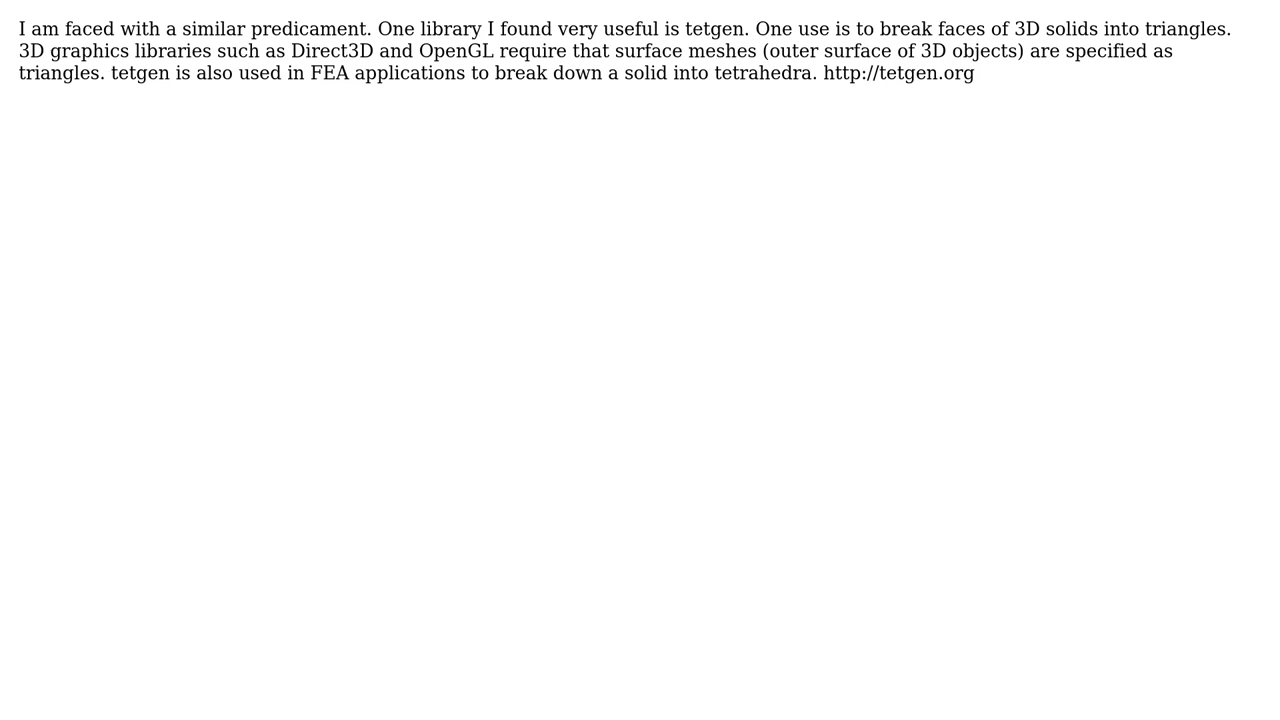 I am faced with a similar predicament. One library I found very useful is tetgen. One use is to break faces of 3D solids into triangles.
3D graphics libraries such as Direct3D and OpenGL require that surface meshes (outer surface of 3D objects) are specified as
triangles. tetgen is also used in FEA applications to break down a solid into tetrahedra. http://tetgen.org